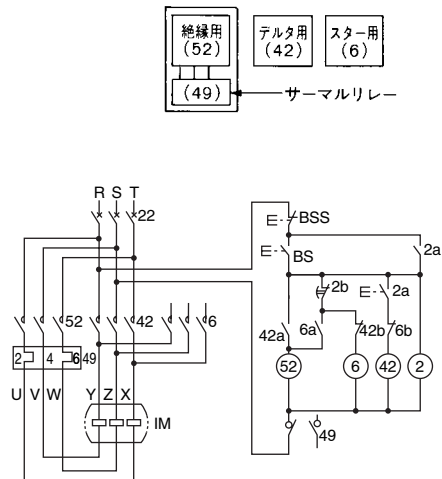 絶縁用
(52)
デルタ用
(42)
スター用
(6)
(49)
サーマルリレー
R S T
22
BSS
BS
2a
2b
2a
52
42
6
42a
6a
42b
6b
2 4 6 49
52
6
42
2
U V W Y Z X
IM
49